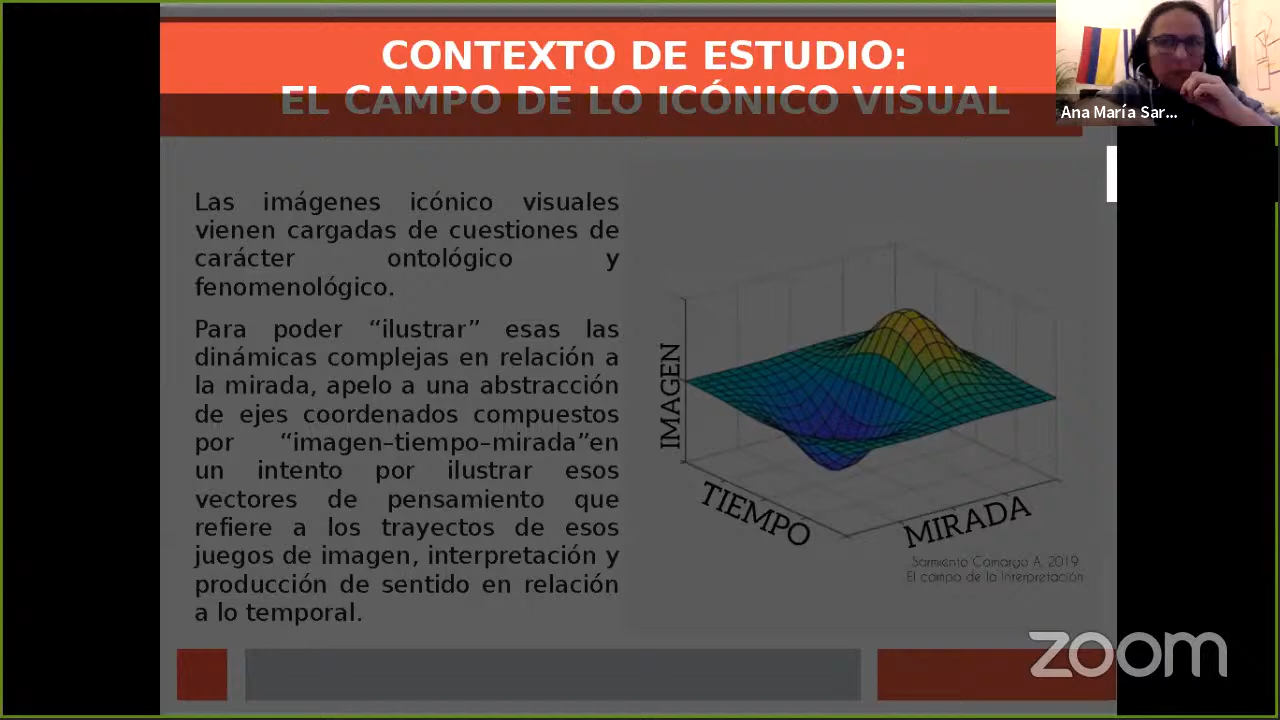 CONTEXTO DE ESTUDIO:
EL CAMPO DE LO ICÓNICO VISUAL
Ana María Sar...
Las imágenes icónico visuales
vienen cargadas de cuestiones de
carácter ontológico y
fenomenológico.
Para poder “ilustrar” esas las
dinámicas complejas en relación a
la mirada, apelo a una abstracción
de ejes coordenados compuestos
por “imagen–tiempo–mirada”en
un intento por ilustrar esos
vectores de pensamiento que
refiere a los trayectos de esos
juegos de imagen, interpretación y
producción de sentido en relación
a lo temporal.
IMAGEN
TIEMPO
MIRADA
Sarmiento Camargo A. 2019
El campo de la Interpretación
zoom